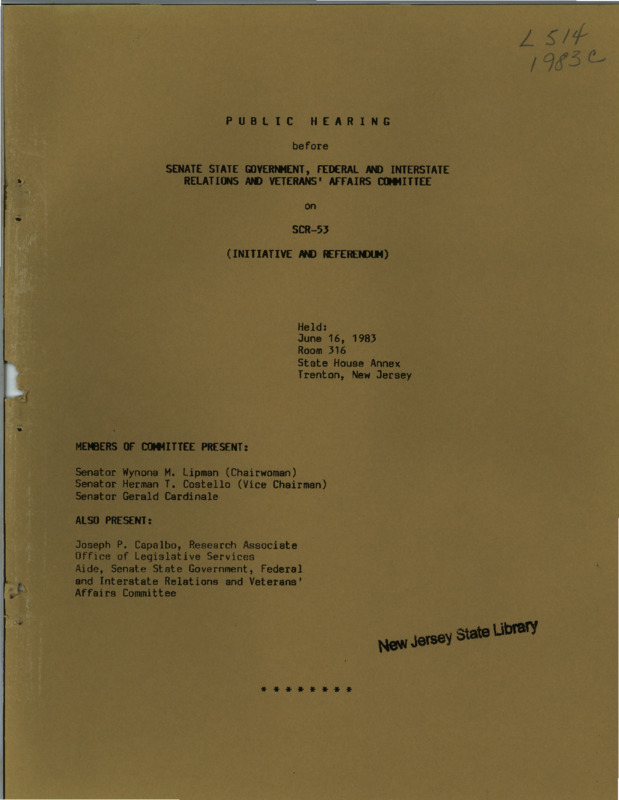 L 514
1983c
PUBLIC HEARING
before
SENATE STATE GOVERNMENT, FEDERAL AND INTERSTATE
RELATIONS AND VETERANS' AFFAIRS COMMITTEE
on
SCR-53
(INITIATIVE AND REFERENDUM)
Held:
June 16, 1983
Room 316
State House Annex
Trenton, New Jersey
MEMBERS OF COMMITTEE PRESENT:
Senator Wynona M. Lipman (Chairwoman)
Senator Herman T. Costello (Vice Chairman)
Senator Gerald Cardinale
ALSO PRESENT:
Joseph P. Capalbo, Research Associate
Office of Legislative Services
Aide, Senate State Government, Federal
and Interstate Relations and Veterans'
Affairs Committee
New Jersey State Library
* * * * * * * *